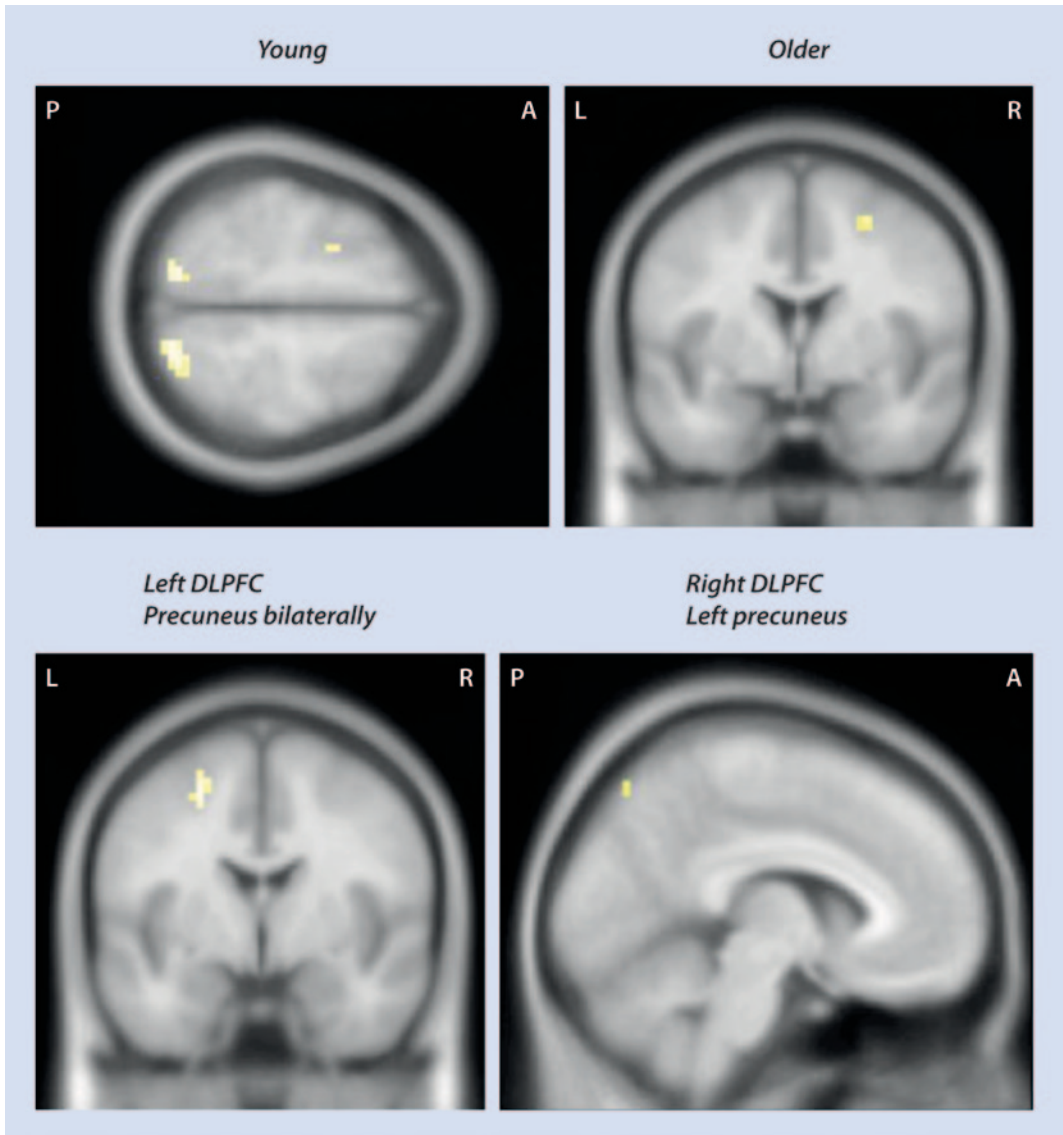 Young
Older
P A
L R
Left DLPFC
Precuneus bilaterally
Right DLPFC
Left precuneus
L R
P A